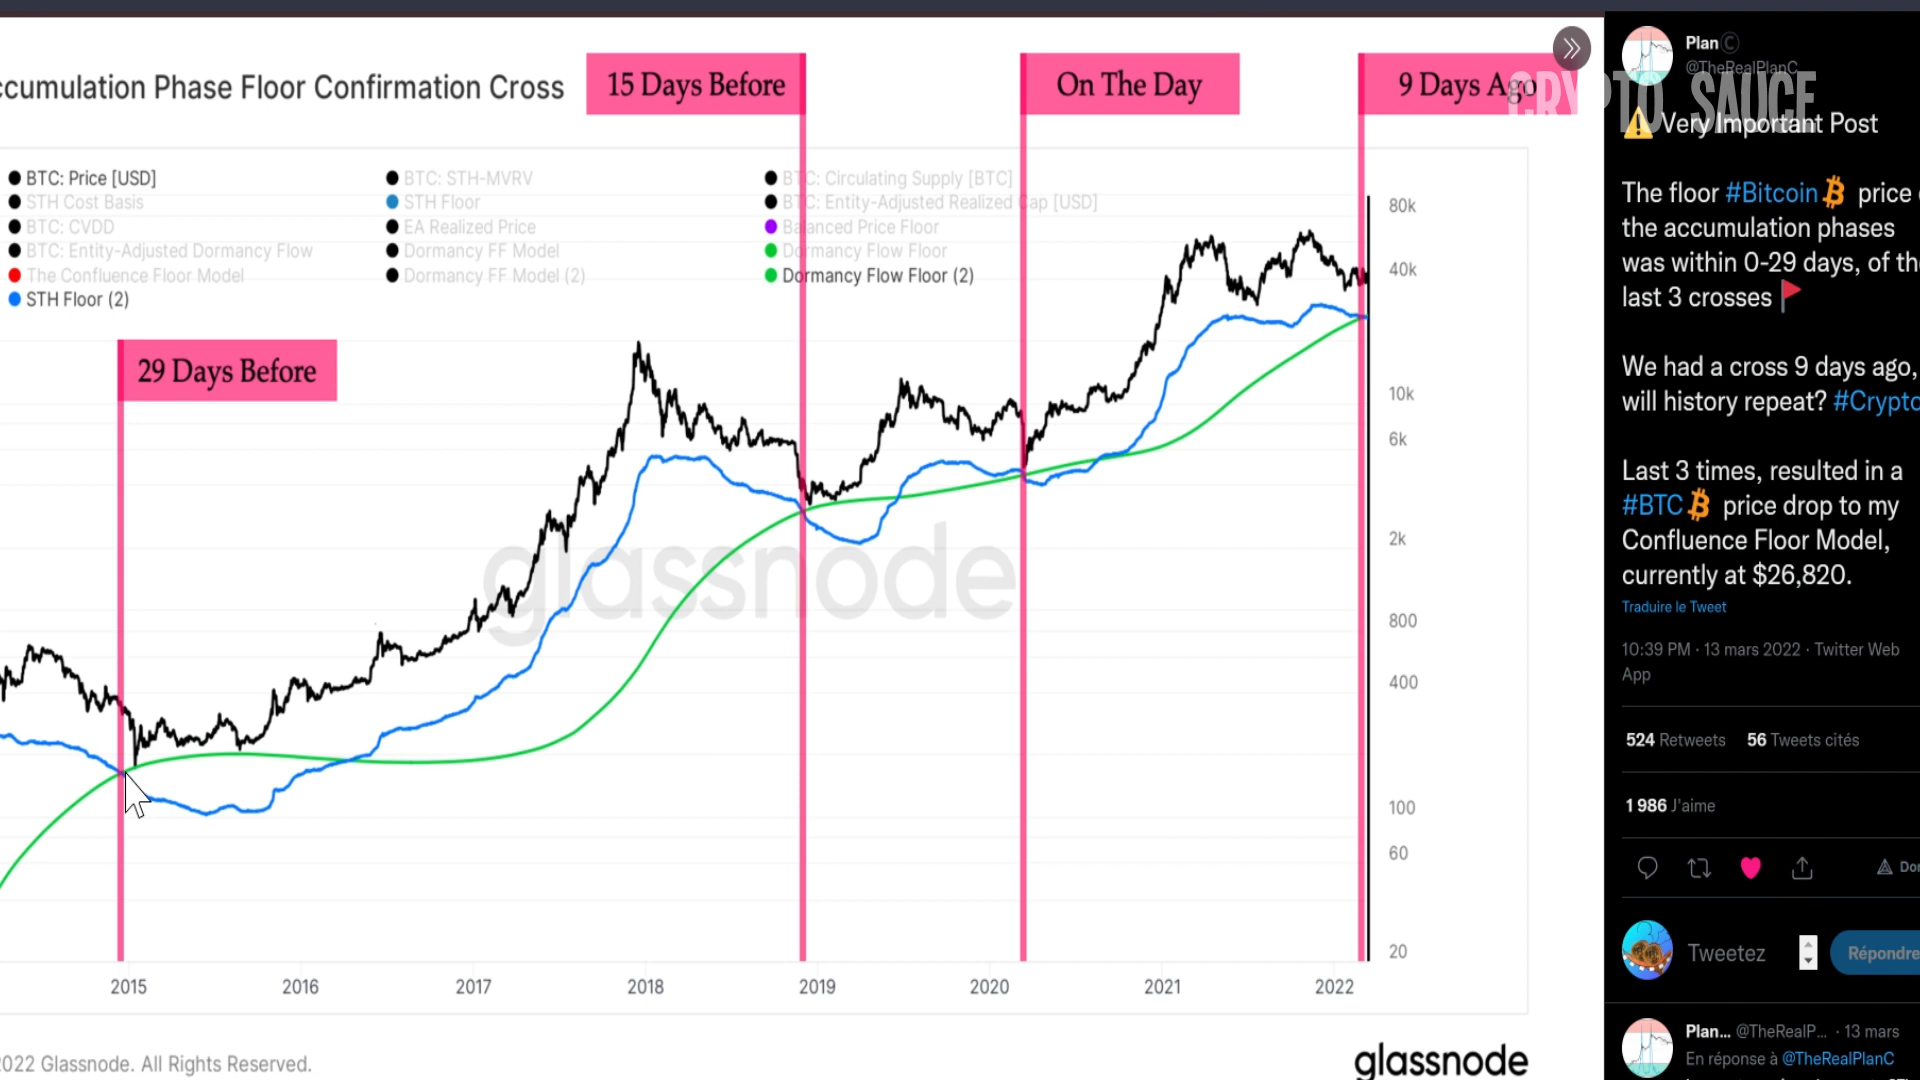 ccumulation Phase Floor Confirmation Cross
15 Days Before
On The Day
9 Days Ago
BTC: Price [USD]
BTC: STH-MVRV
BTC: Circulating Supply [BTC]
STH Cost Basis
STH Floor
BTC: Entity-Adjusted Realized Cap [USD]
BTC: CVDD
EA Realized Price
Balanced Price Floor
BTC: Entity-Adjusted Dormancy Flow
Dormancy FF Model
Dormancy Flow Floor
The Confluence Floor Model
Dormancy FF Model (2)
Dormancy Flow Floor (2)
STH Floor (2)
29 Days Before
80k
40k
10k
6k
2k
800
400
100
60
20
glassnode
2015
2016
2017
2018
2019
2020
2021
2022
022 Glassnode. All Rights Reserved.
glassnode
Plan©
@TheRealPlanC
CRYPTO SAUCE
Very Important Post
The floor #Bitcoin price
the accumulation phases
was within 0-29 days, of th
last 3 crosses
We had a cross 9 days ago,
will history repeat? #Crypto
Last 3 times, resulted in a
#BTC price drop to my
Confluence Floor Model,
currently at $26,820.
Traduire le Tweet
10:39 PM · 13 mars 2022 · Twitter Web
App
524 Retweets 56 Tweets cités
1 986 J'aime
Don
Tweetez
Répondre
Plan... @TheRealP... · 13 mars
En réponse à @TheRealPlanC